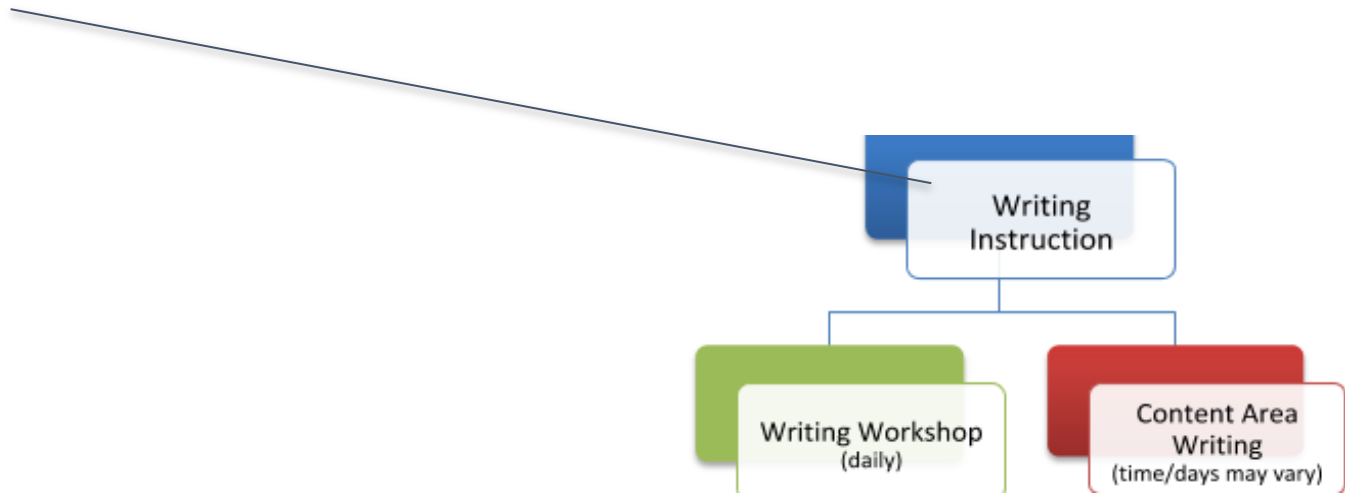 Writing
Instruction
Writing Workshop
(daily)
Content Area
Writing
(time/days may vary)